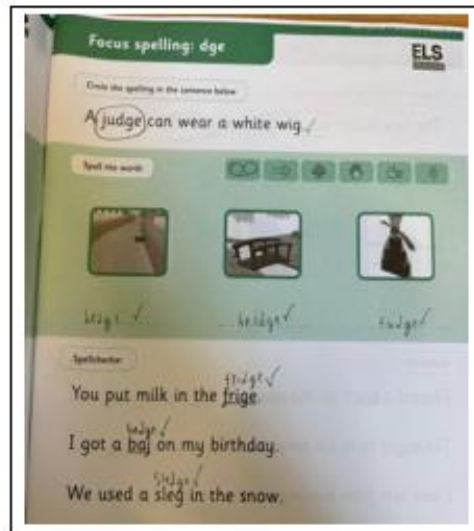 Focus spelling: dge
ELS
Circle the spelling in the sentence below
A judge can wear a white wig.
Spell the words
hedge bridge fudge
Spellchecker
fridge
You put milk in the frige.
badge
I got a baj on my birthday.
sledge
We used a sleg in the snow.